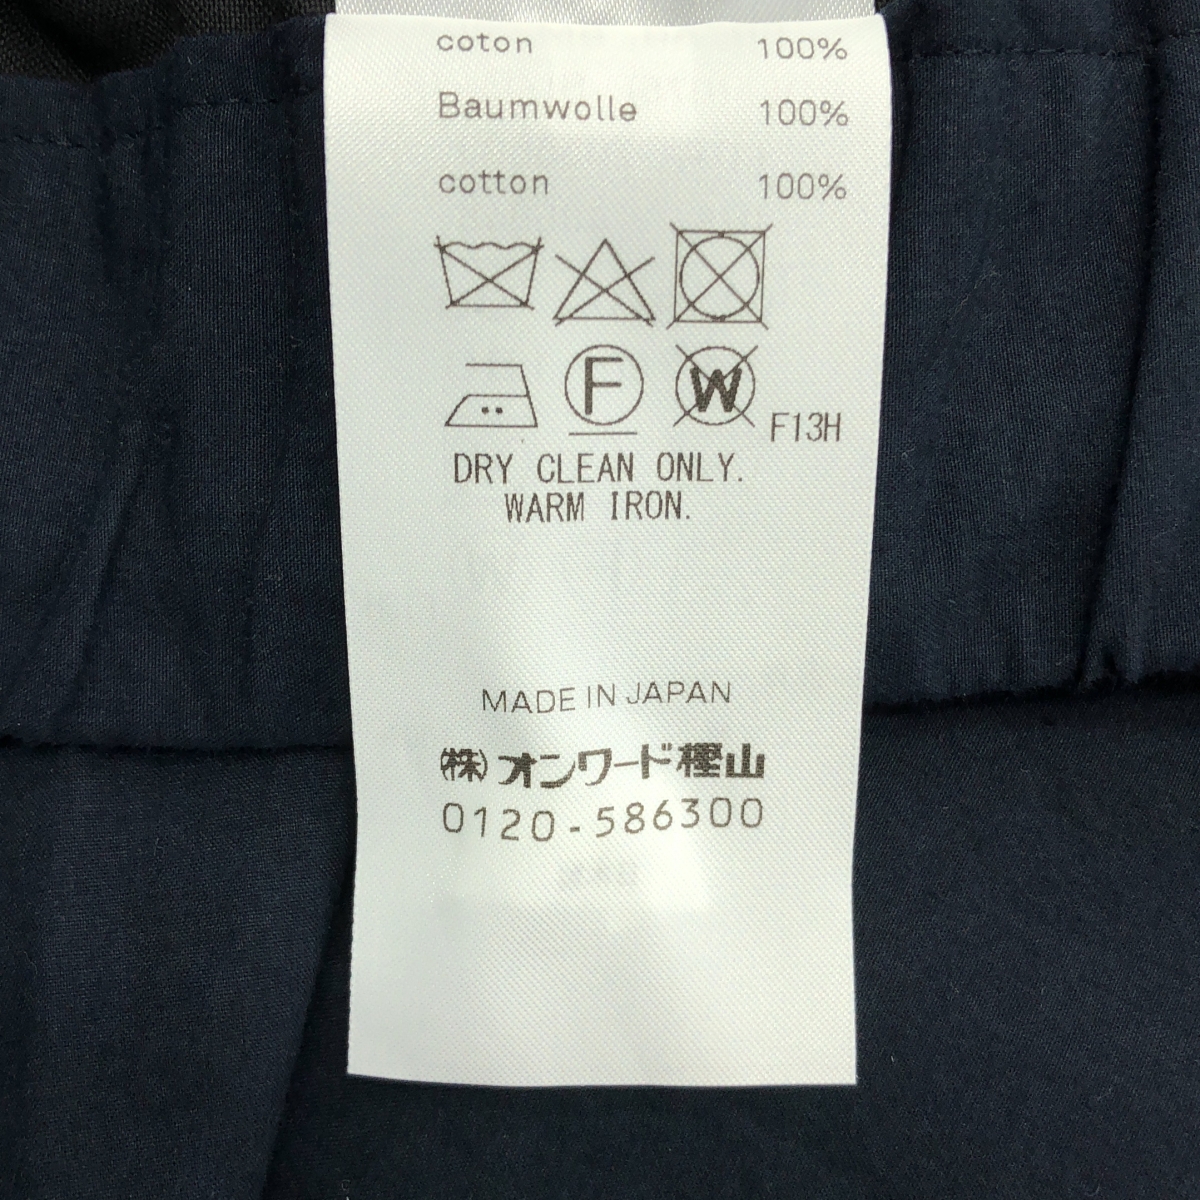 coton 100%
Baumwolle 100%
cotton 100%
F W F13H
DRY CLEAN ONLY.
WARM IRON.
MADE IN JAPAN
㈱オンワード樫山
0120-586300